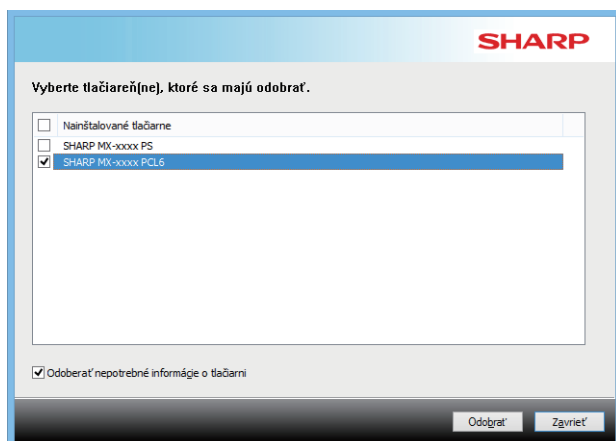 SHARP
Vyberte tlačiareň(ne), ktoré sa majú odobrať.
Nainštalované tlačiarne
SHARP MX-xxxx PS
SHARP MX-xxxx PCL6
Odoberať nepotrebné informácie o tlačiarni
Odobrať Zavrieť